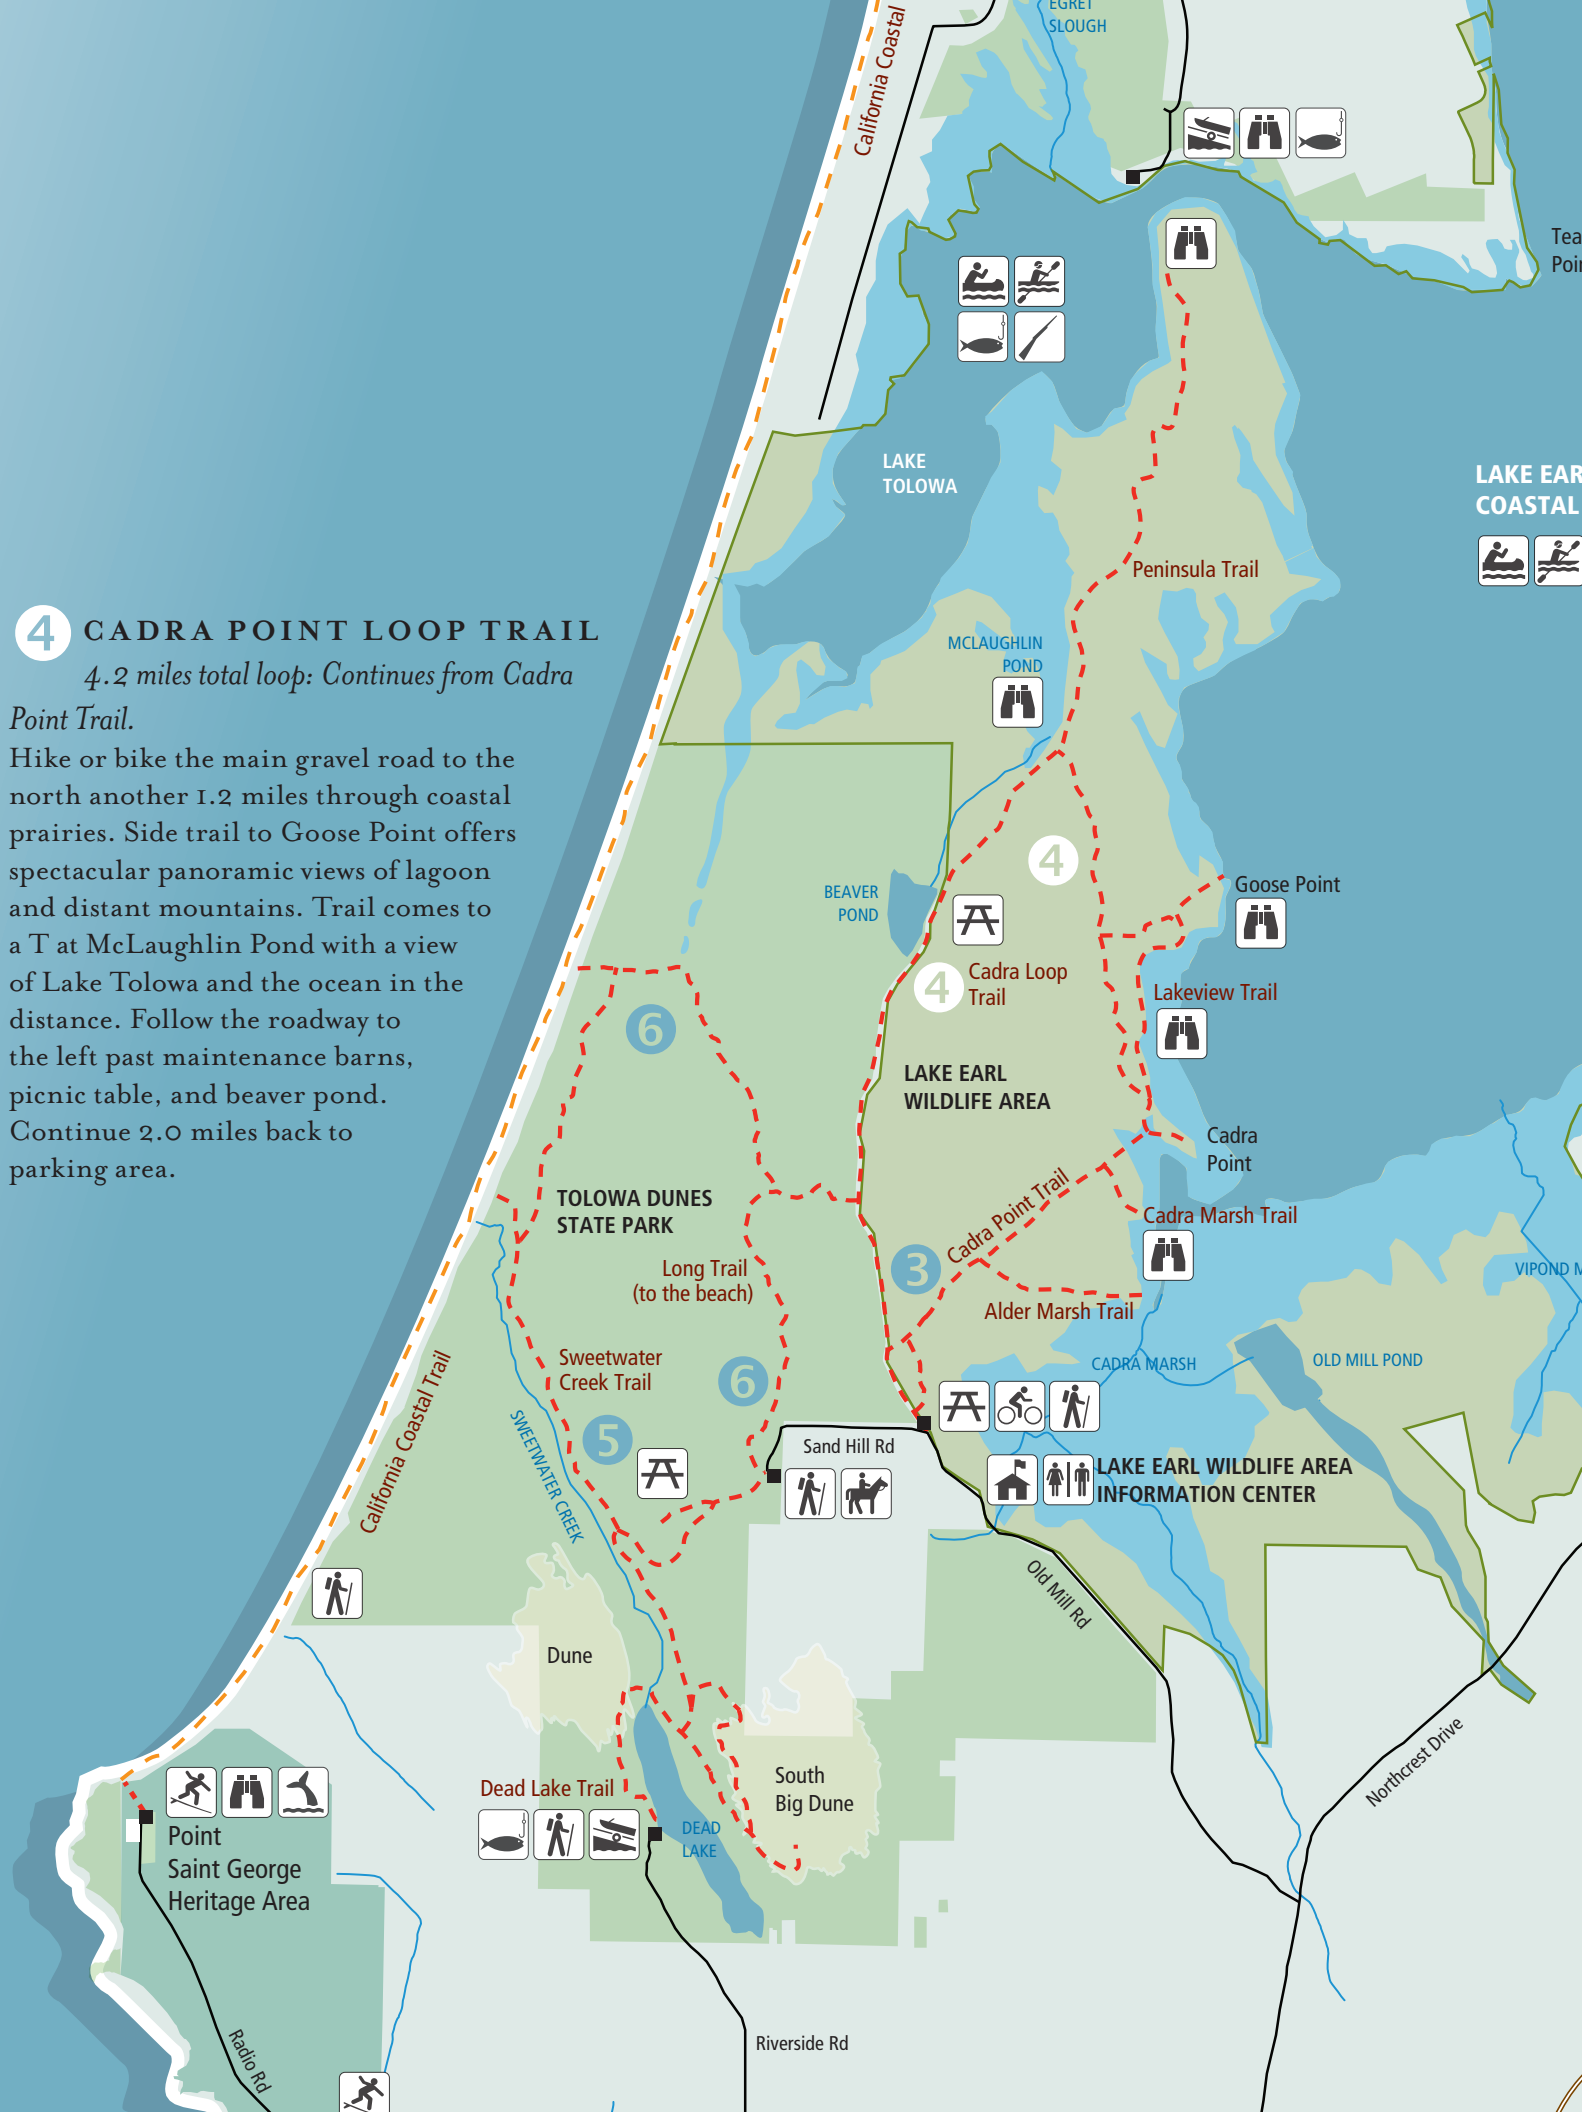 EGRET
SLOUGH
California Coastal
LAKE
TOLOWA
LAKE EAR
COASTAL
Tea
Poin
Peninsula Trail
MCLAUGHLIN
POND
4 CADRA POINT LOOP TRAIL
4.2 miles total loop: Continues from Cadra
Point Trail.
Hike or bike the main gravel road to the
north another 1.2 miles through coastal
prairies. Side trail to Goose Point offers
spectacular panoramic views of lagoon
and distant mountains. Trail comes to
a T at McLaughlin Pond with a view
of Lake Tolowa and the ocean in the
distance. Follow the roadway to
the left past maintenance barns,
picnic table, and beaver pond.
Continue 2.0 miles back to
parking area.
4
BEAVER
POND
Goose Point
4
Cadra Loop
Trail
Lakeview Trail
6
LAKE EARL
WILDLIFE AREA
Cadra
Point
TOLOWA DUNES
STATE PARK
Cadra Point Trail
Cadra Marsh Trail
3
Long Trail
(to the beach)
Alder Marsh Trail
VIPOND M
Sweetwater
Creek Trail
6
CADRA MARSH
OLD MILL POND
California Coastal Trail
SWEETWATER CREEK
5
Sand Hill Rd
LAKE EARL WILDLIFE AREA
INFORMATION CENTER
Old Mill Rd
Dune
Northcrest Drive
South
Big Dune
Dead Lake Trail
DEAD
LAKE
Point
Saint George
Heritage Area
Radio Rd
Riverside Rd